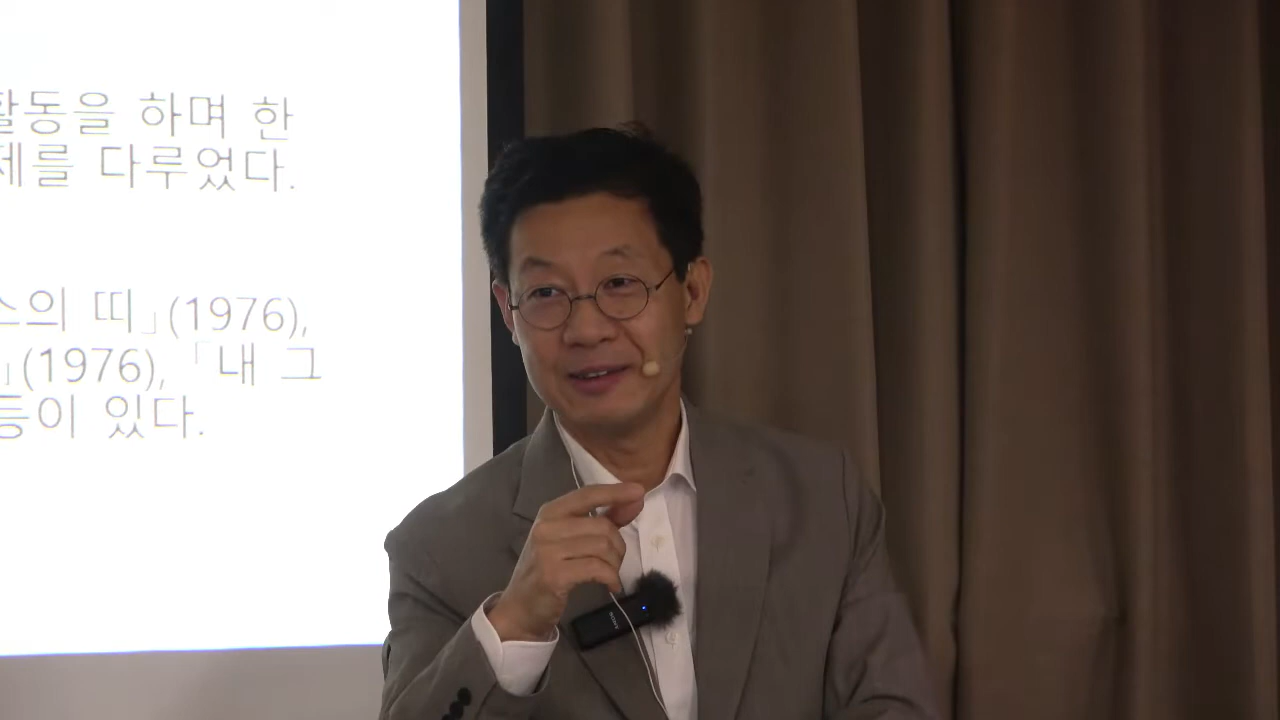 활동을 하며 한
제를 다루었다.
스의 띠」(1976),
」(1976), 「내 그
등이 있다.
SONY